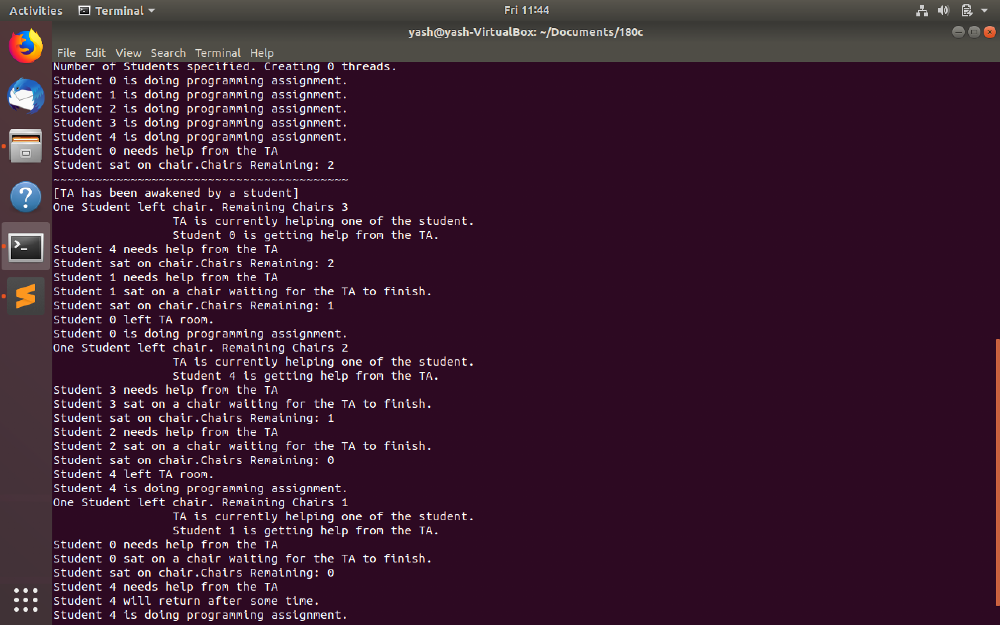 Activities Terminal Fri 11:44
yash@yash-VirtualBox: ~/Documents/180c
File Edit View Search Terminal Help
Number of Students specified. Creating 0 threads.
Student 0 is doing programming assignment.
Student 1 is doing programming assignment.
Student 2 is doing programming assignment.
Student 3 is doing programming assignment.
Student 4 is doing programming assignment.
Student 0 needs help from the TA
Student sat on chair.Chairs Remaining: 2
~~~~~~~~~~~~~~~~~~~~~~~~~~~~~~~~~~~~~~~~~~
[TA has been awakened by a student]
One Student left chair. Remaining Chairs 3
TA is currently helping one of the student.
Student 0 is getting help from the TA.
Student 4 needs help from the TA
Student sat on chair.Chairs Remaining: 2
Student 1 needs help from the TA
Student 1 sat on a chair waiting for the TA to finish.
Student sat on chair.Chairs Remaining: 1
Student 0 left TA room.
Student 0 is doing programming assignment.
One Student left chair. Remaining Chairs 2
TA is currently helping one of the student.
Student 4 is getting help from the TA.
Student 3 needs help from the TA
Student 3 sat on a chair waiting for the TA to finish.
Student sat on chair.Chairs Remaining: 1
Student 2 needs help from the TA
Student 2 sat on a chair waiting for the TA to finish.
Student sat on chair.Chairs Remaining: 0
Student 4 left TA room.
Student 4 is doing programming assignment.
One Student left chair. Remaining Chairs 1
TA is currently helping one of the student.
Student 1 is getting help from the TA.
Student 0 needs help from the TA
Student 0 sat on a chair waiting for the TA to finish.
Student sat on chair.Chairs Remaining: 0
Student 4 needs help from the TA
Student 4 will return after some time.
Student 4 is doing programming assignment.